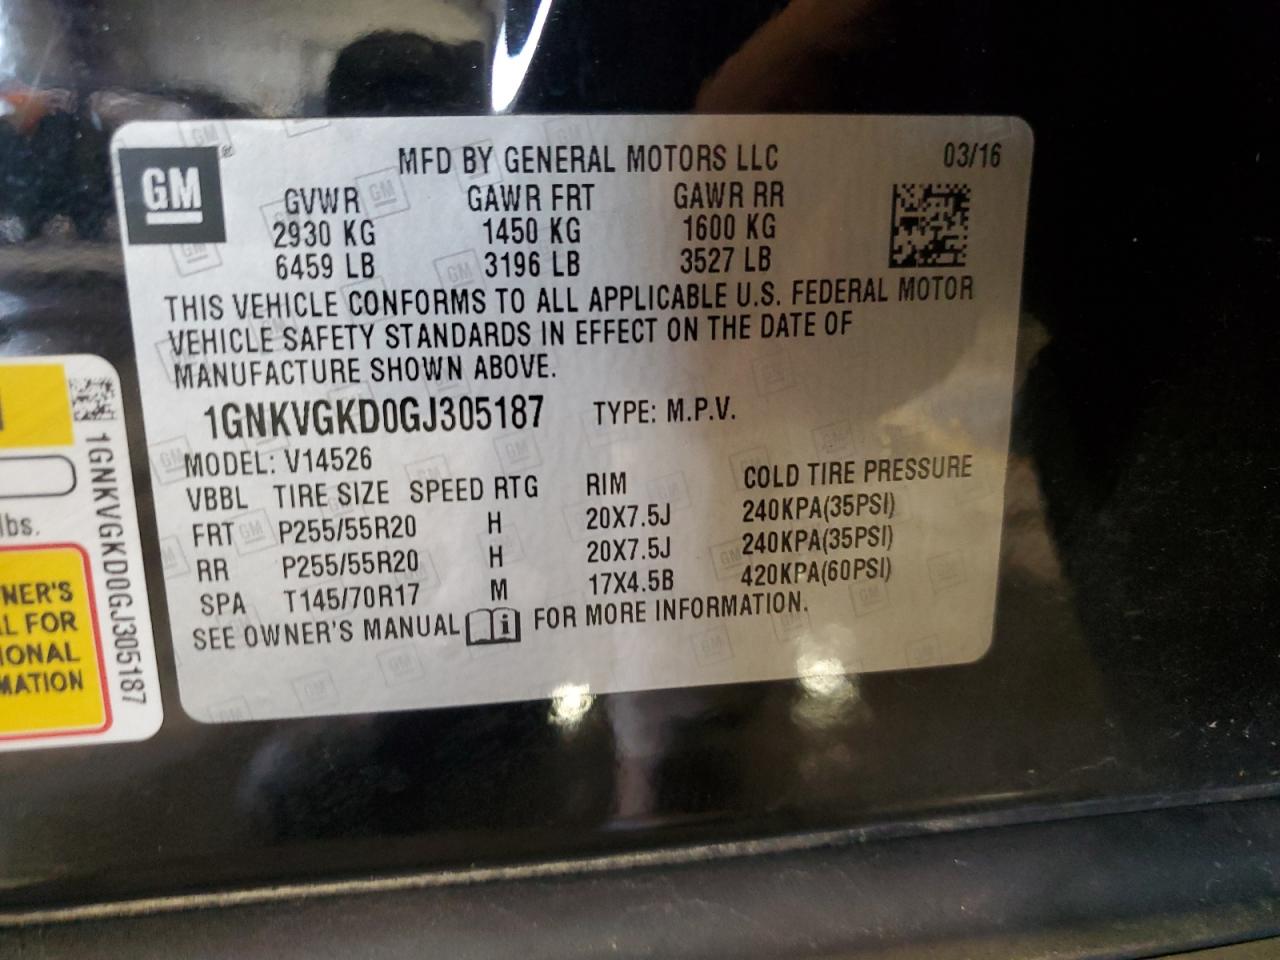 GM
MFD BY GENERAL MOTORS LLC 03/16
GVWR GAWR FRT GAWR RR
2930 KG 1450 KG 1600 KG
6459 LB 3196 LB 3527 LB
THIS VEHICLE CONFORMS TO ALL APPLICABLE U.S. FEDERAL MOTOR
VEHICLE SAFETY STANDARDS IN EFFECT ON THE DATE OF
MANUFACTURE SHOWN ABOVE.
1GNKVGKD0GJ305187 TYPE: M.P.V.
MODEL: V14526
VBBL TIRE SIZE SPEED RTG RIM COLD TIRE PRESSURE
FRT P255/55R20 H 20X7.5J 240KPA(35PSI)
RR P255/55R20 H 20X7.5J 240KPA(35PSI)
SPA T145/70R17 M 17X4.5B 420KPA(60PSI)
SEE OWNER'S MANUAL i FOR MORE INFORMATION.
1GNKVGKD0GJ305187
lbs.
NER'S
L FOR
IONAL
MATION